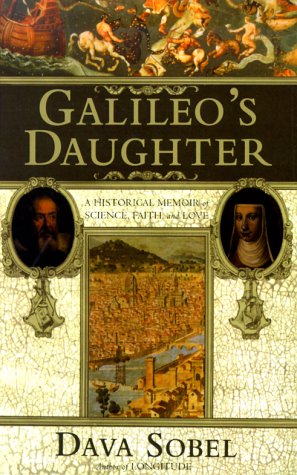 GALILEO'S
DAUGHTER
A HISTORICAL MEMOIR of
SCIENCE, FAITH and LOVE
DAVA SOBEL
Author of LONGITUDE